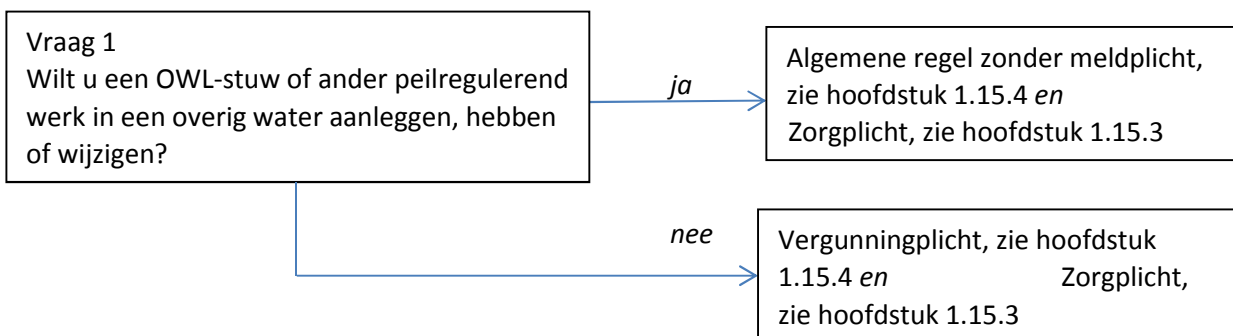 Vraag 1
Wilt u een OWL-stuw of ander peilregulerend
werk in een overig water aanleggen, hebben
of wijzigen?
ja
Algemene regel zonder meldplicht,
zie hoofdstuk 1.15.4 en
Zorgplicht, zie hoofdstuk 1.15.3
nee
Vergunningplicht, zie hoofdstuk
1.15.4 en Zorgplicht,
zie hoofdstuk 1.15.3